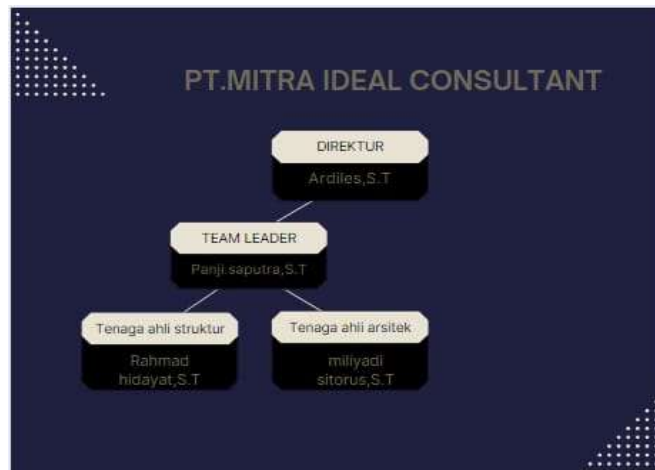 PT.MITRA IDEAL CONSULTANT
DIREKTUR
Ardiles,S.T
TEAM LEADER
Panji saputra,S.T
Tenaga ahli struktur
Rahmad
hidayat,S.T
Tenaga ahli arsitek
miliyadi
sitorus,S.T